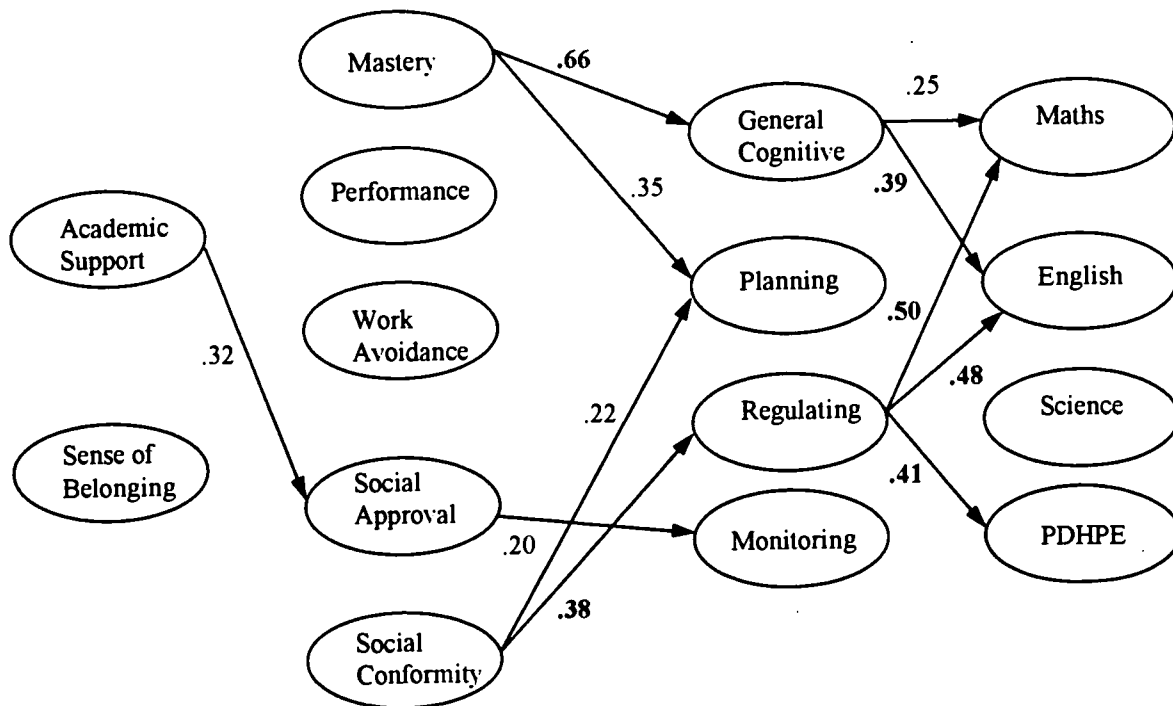 Mastery
.66
General
Cognitive
.25
Maths
Performance
.35
.39
Academic
Support
Planning
English
Work
Avoidance
.50
.32
.22
Regulating
.48
Science
Sense of
Belonging
Social
Approval
.41
.20
Monitoring
PDHPE
.38
Social
Conformity